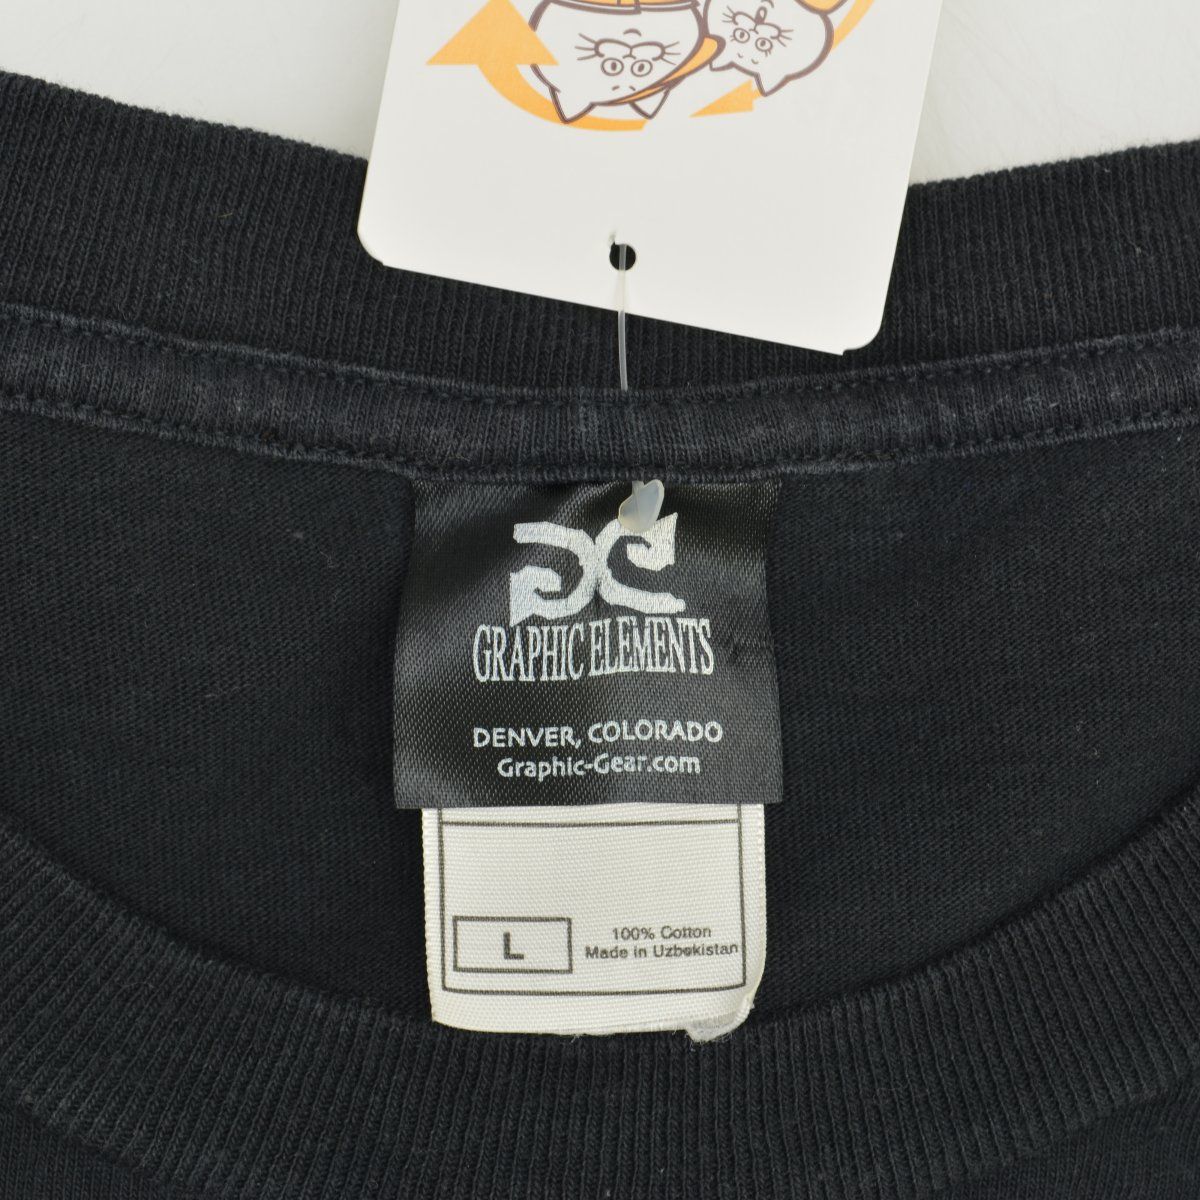 GRAPHIC ELEMENTS
DENVER, COLORADO
Graphic-Gear.com
L
100% Cotton
Made in Uzbekistan